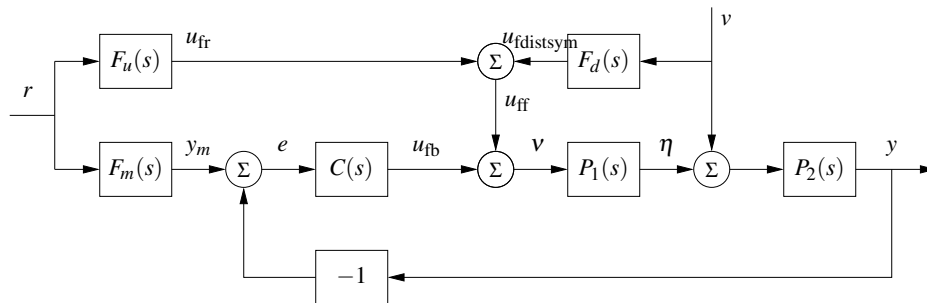 v
u_fr
u_fdistsym
F_u(s)
Σ
F_d(s)
r
u_ff
y_m
e
u_fb
ν
η
y
F_m(s)
Σ
C(s)
Σ
P_1(s)
Σ
P_2(s)
−1